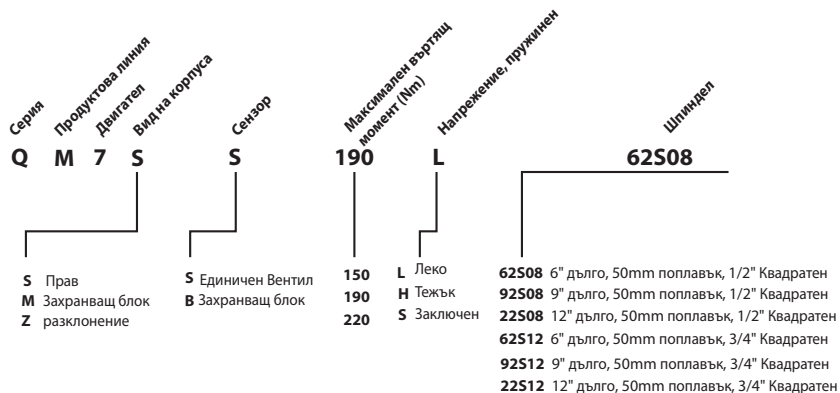 Серия
Продуктова линия
Двигател
Вид на корпуса
Сензор
Максимален въртящ
момент (Nm)
Напрежение, пружинен
Шпиндел
Q M 7 S S 190 L 62S08
S Прав
M Захранващ блок
Z разклонение
S Единичен Вентил
B Захранващ блок
150
190
220
L Леко
H Тежък
S Заключен
62S08 6" дълго, 50mm поплавък, 1/2" Квадратен
92S08 9" дълго, 50mm поплавък, 1/2" Квадратен
22S08 12" дълго, 50mm поплавък, 1/2" Квадратен
62S12 6" дълго, 50mm поплавък, 3/4" Квадратен
92S12 9" дълго, 50mm поплавък, 3/4" Квадратен
22S12 12" дълго, 50mm поплавък, 3/4" Квадратен